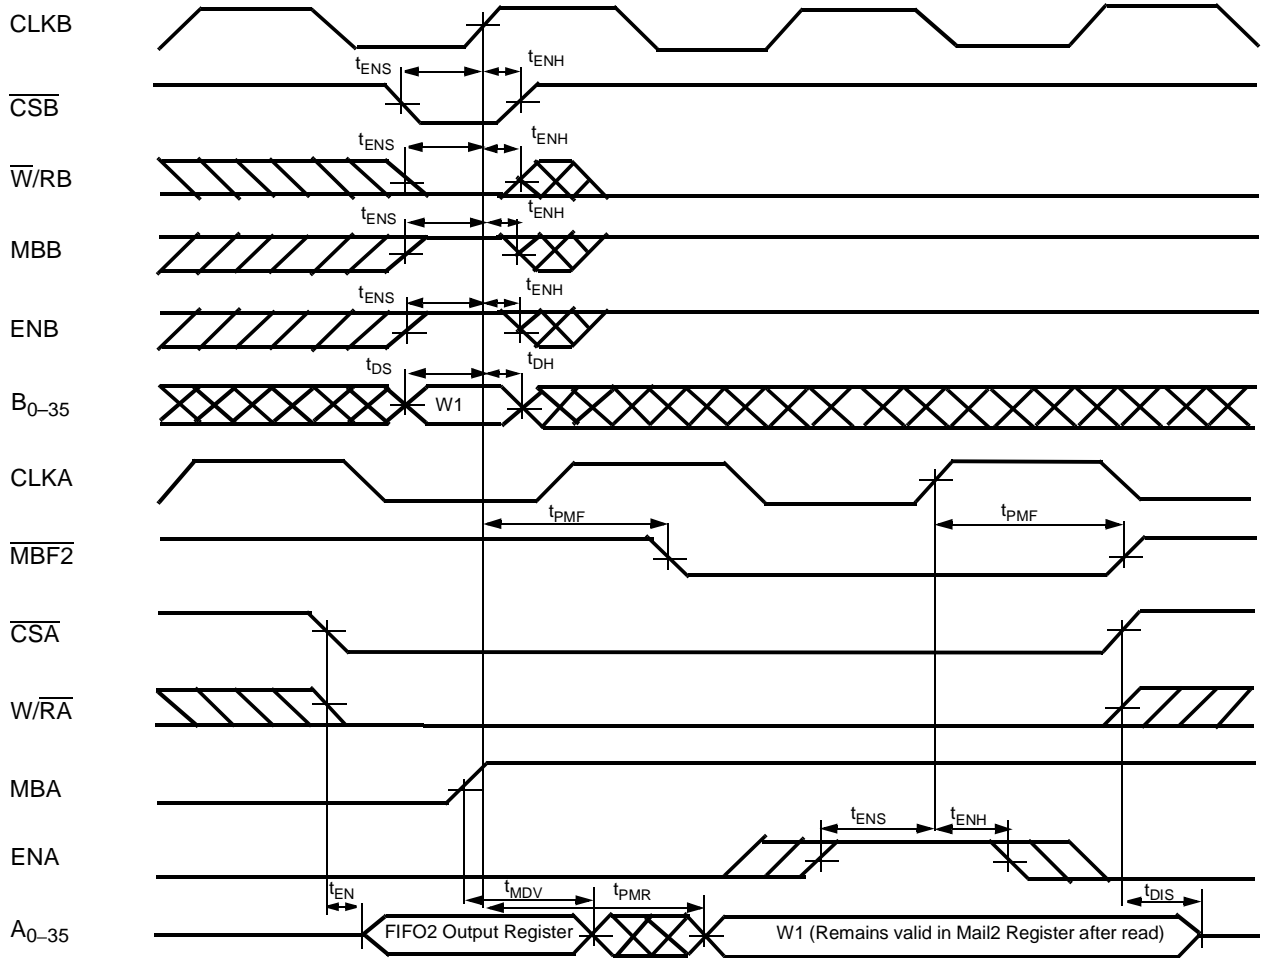 CLKB
tENS tENH
CSB
tENS tENH
W/RB
tENS tENH
MBB
tENS tENH
ENB
tDS tDH
B0–35 W1
CLKA
tPMF tPMF
MBF2
CSA
W/RA
MBA
tENS tENH
ENA
tEN tMDV tPMR tDIS
A0–35 FIFO2 Output Register W1 (Remains valid in Mail2 Register after read)